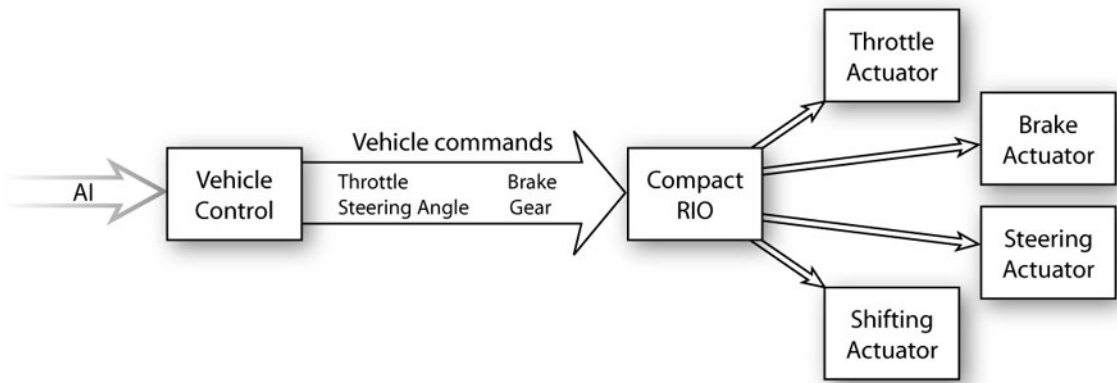 AI
Vehicle
Control
Vehicle commands
Throttle Brake
Steering Angle Gear
Compact
RIO
Throttle
Actuator
Brake
Actuator
Steering
Actuator
Shifting
Actuator